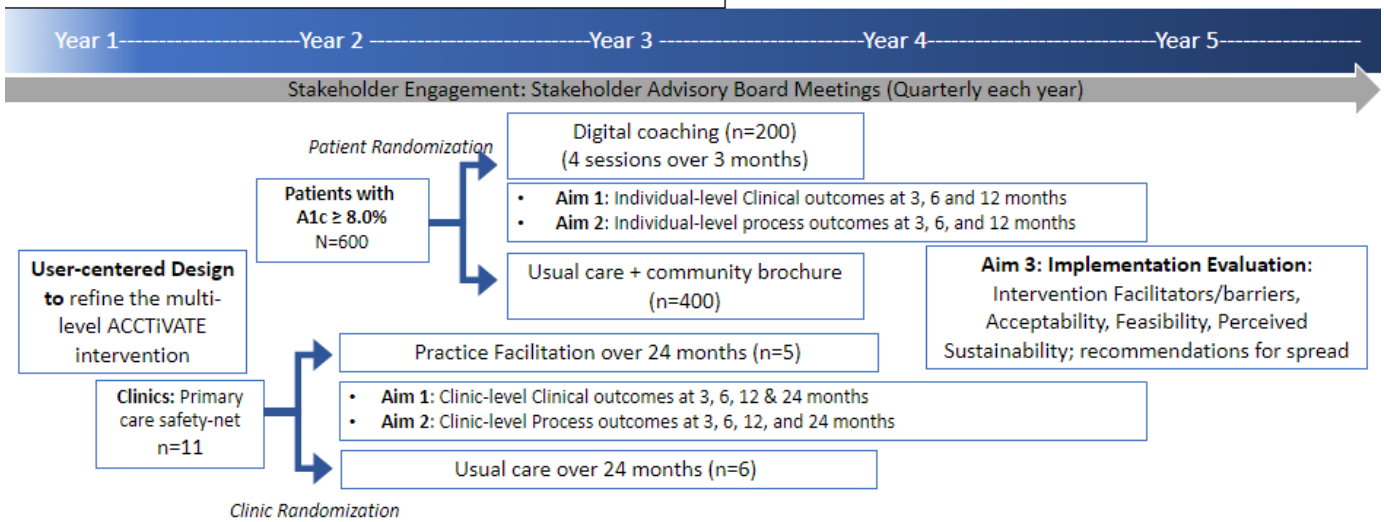 Year 1------------------------Year 2 -----------------------------Year 3 ---------------------------Year 4------------------------------Year 5-------------------
Stakeholder Engagement: Stakeholder Advisory Board Meetings (Quarterly each year)
Patient Randomization
Digital coaching (n=200)
(4 sessions over 3 months)
Patients with
A1c ≥ 8.0%
N=600
• Aim 1: Individual-level Clinical outcomes at 3, 6 and 12 months
• Aim 2: Individual-level process outcomes at 3, 6, and 12 months
Usual care + community brochure
(n=400)
User-centered Design
to refine the multi-
level ACCTiVATE
intervention
Aim 3: Implementation Evaluation:
Intervention Facilitators/barriers,
Acceptability, Feasibility, Perceived
Sustainability; recommendations for spread
Practice Facilitation over 24 months (n=5)
Clinics: Primary
care safety-net
n=11
• Aim 1: Clinic-level Clinical outcomes at 3, 6, 12 & 24 months
• Aim 2: Clinic-level Process outcomes at 3, 6, 12, and 24 months
Usual care over 24 months (n=6)
Clinic Randomization